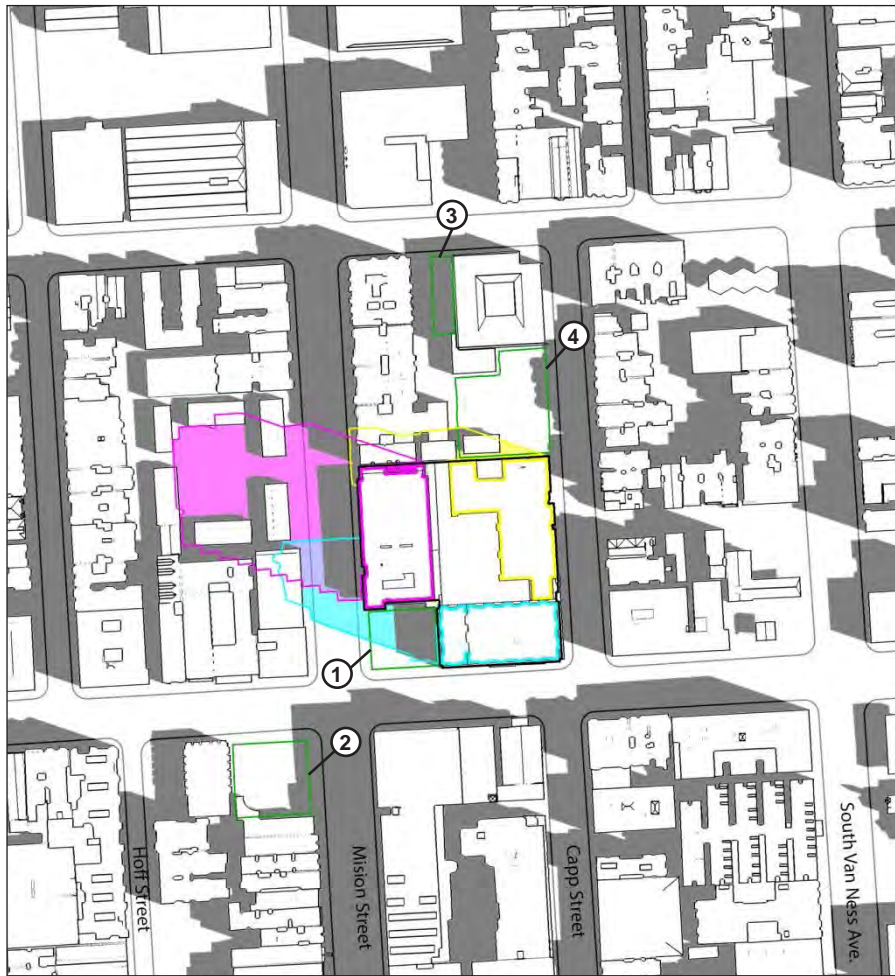 3
4
1
2
Hoff Street
Mision Street
Capp Street
South Van Ness Ave.